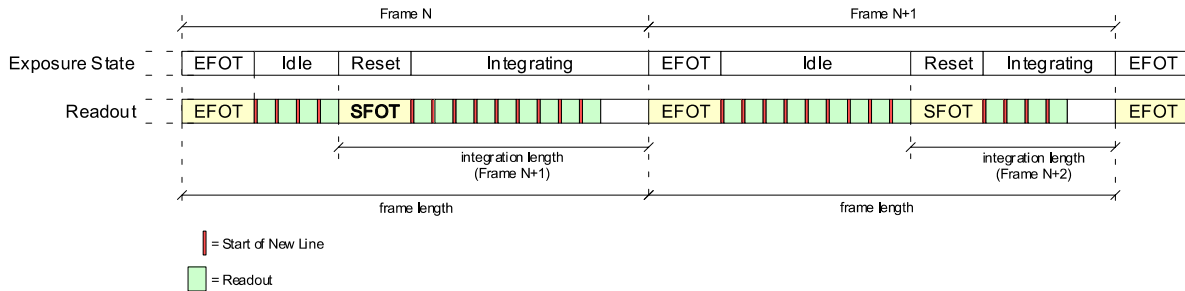 Frame N Frame N+1
Exposure State EFOT Idle Reset Integrating EFOT Idle Reset Integrating EFOT
Readout EFOT SFOT EFOT SFOT EFOT
integration length integration length
(Frame N+1) (Frame N+2)
frame length frame length
= Start of New Line
= Readout